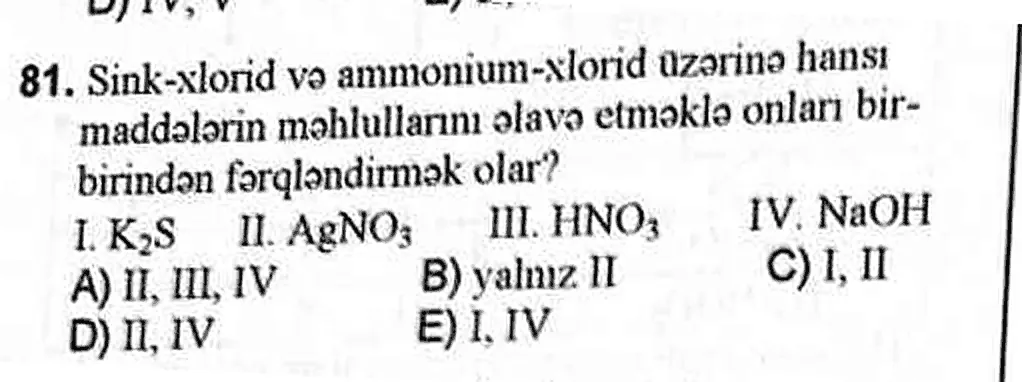 81. Sink-xlorid və ammonium-xlorid üzərinə hansı
maddələrin məhlullarını əlavə etməklə onları bir-
birindən fərqləndirmək olar?
I. K₂S II. AgNO₃ III. HNO₃ IV. NaOH
A) II, III, IV B) yalnız II C) I, II
D) II, IV E) I, IV